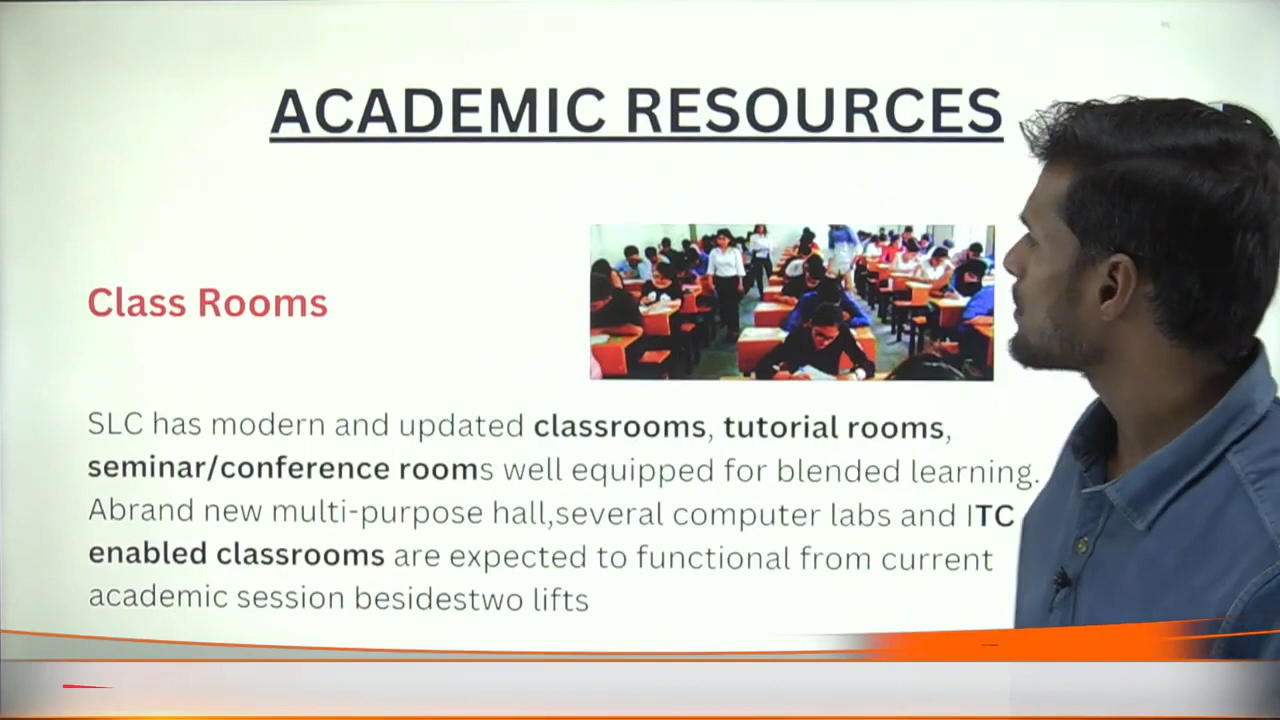 ACADEMIC RESOURCES
Class Rooms
SLC has modern and updated classrooms, tutorial rooms,
seminar/conference rooms well equipped for blended learning.
Abrand new multi-purpose hall,several computer labs and ITC
enabled classrooms are expected to functional from current
academic session besidestwo lifts